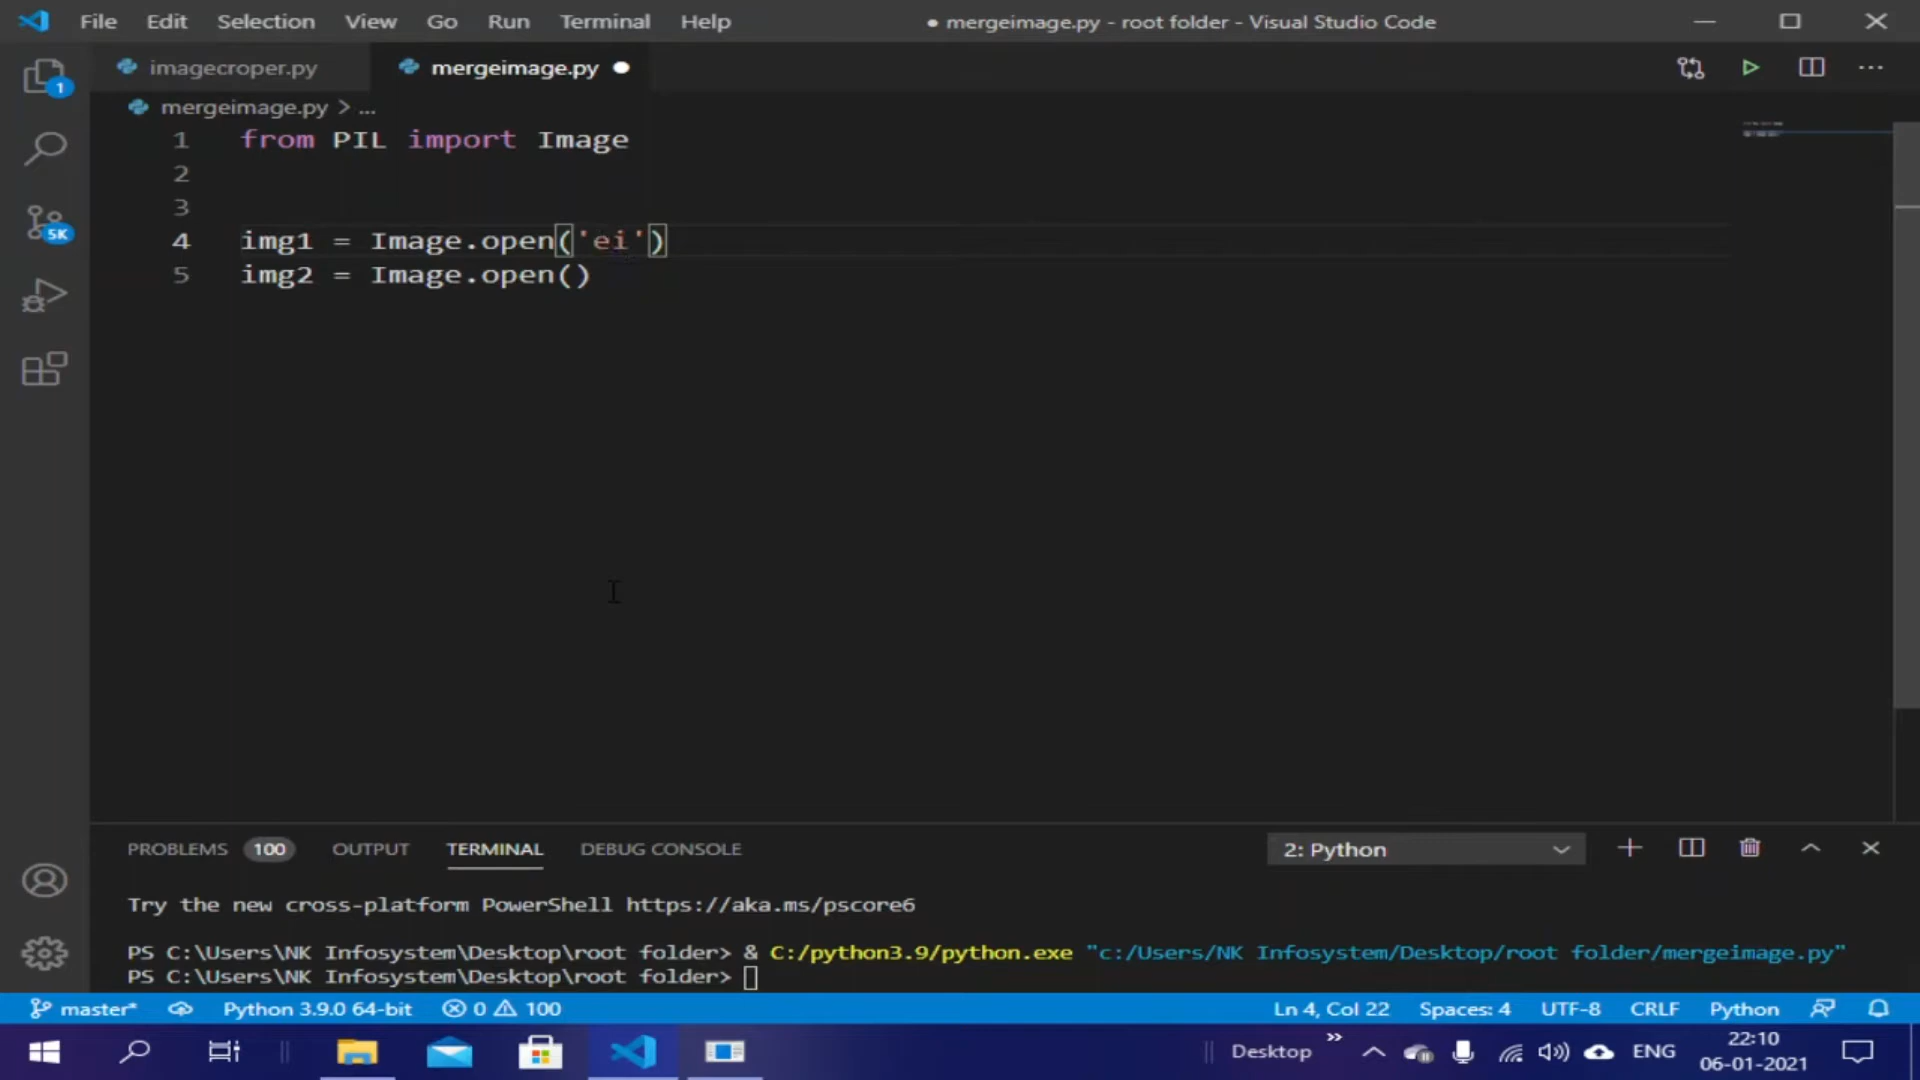 File Edit Selection View Go Run Terminal Help ● mergeimage.py - root folder - Visual Studio Code
imagecroper.py mergeimage.py ●
mergeimage.py > ...
1 from PIL import Image
2
3
4 img1 = Image.open('ei')
5 img2 = Image.open()
1
5K
PROBLEMS 100 OUTPUT TERMINAL DEBUG CONSOLE 2: Python
Try the new cross-platform PowerShell https://aka.ms/pscore6
PS C:\Users\NK Infosystem\Desktop\root folder> & C:/python3.9/python.exe "c:/Users/NK Infosystem/Desktop/root folder/mergeimage.py"
PS C:\Users\NK Infosystem\Desktop\root folder>
master* Python 3.9.0 64-bit 0 100 Ln 4, Col 22 Spaces: 4 UTF-8 CRLF Python
Desktop ENG 22:10
06-01-2021